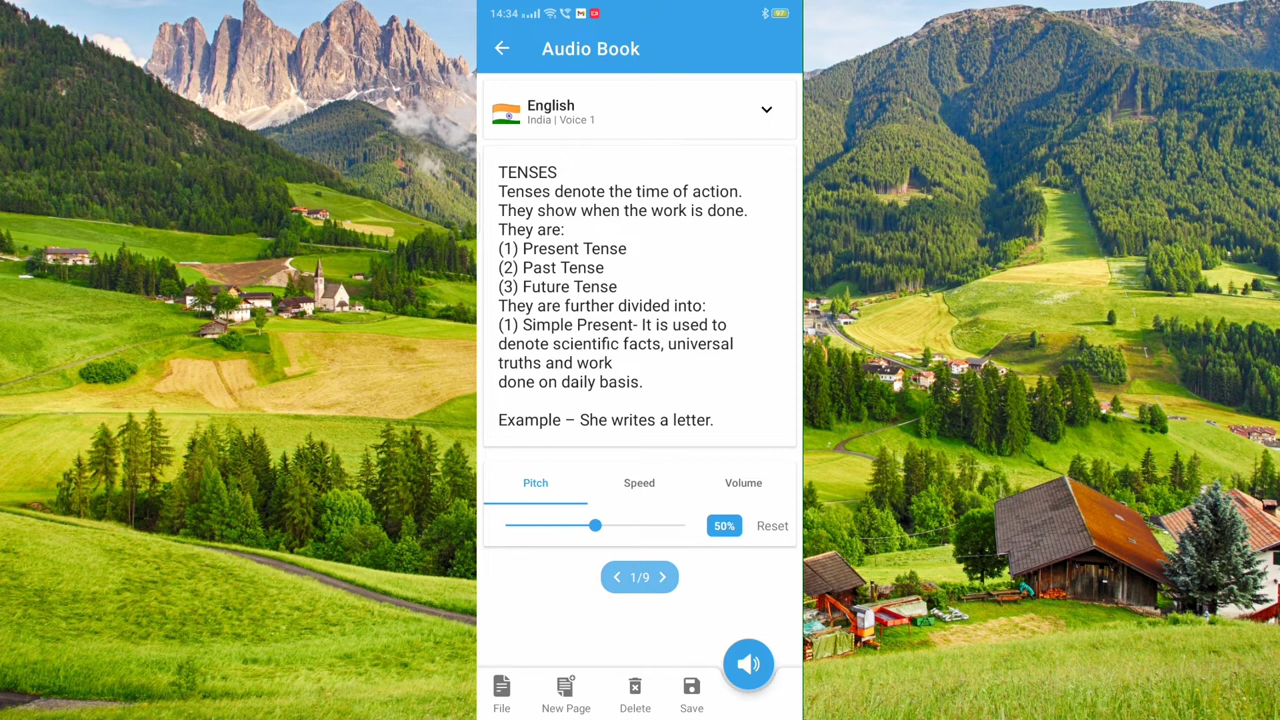 14:34
97
Audio Book
English
India | Voice 1
TENSES
Tenses denote the time of action.
They show when the work is done.
They are:
(1) Present Tense
(2) Past Tense
(3) Future Tense
They are further divided into:
(1) Simple Present- It is used to
denote scientific facts, universal
truths and work
done on daily basis.
Example – She writes a letter.
Pitch Speed Volume
50% Reset
1/9
File New Page Delete Save